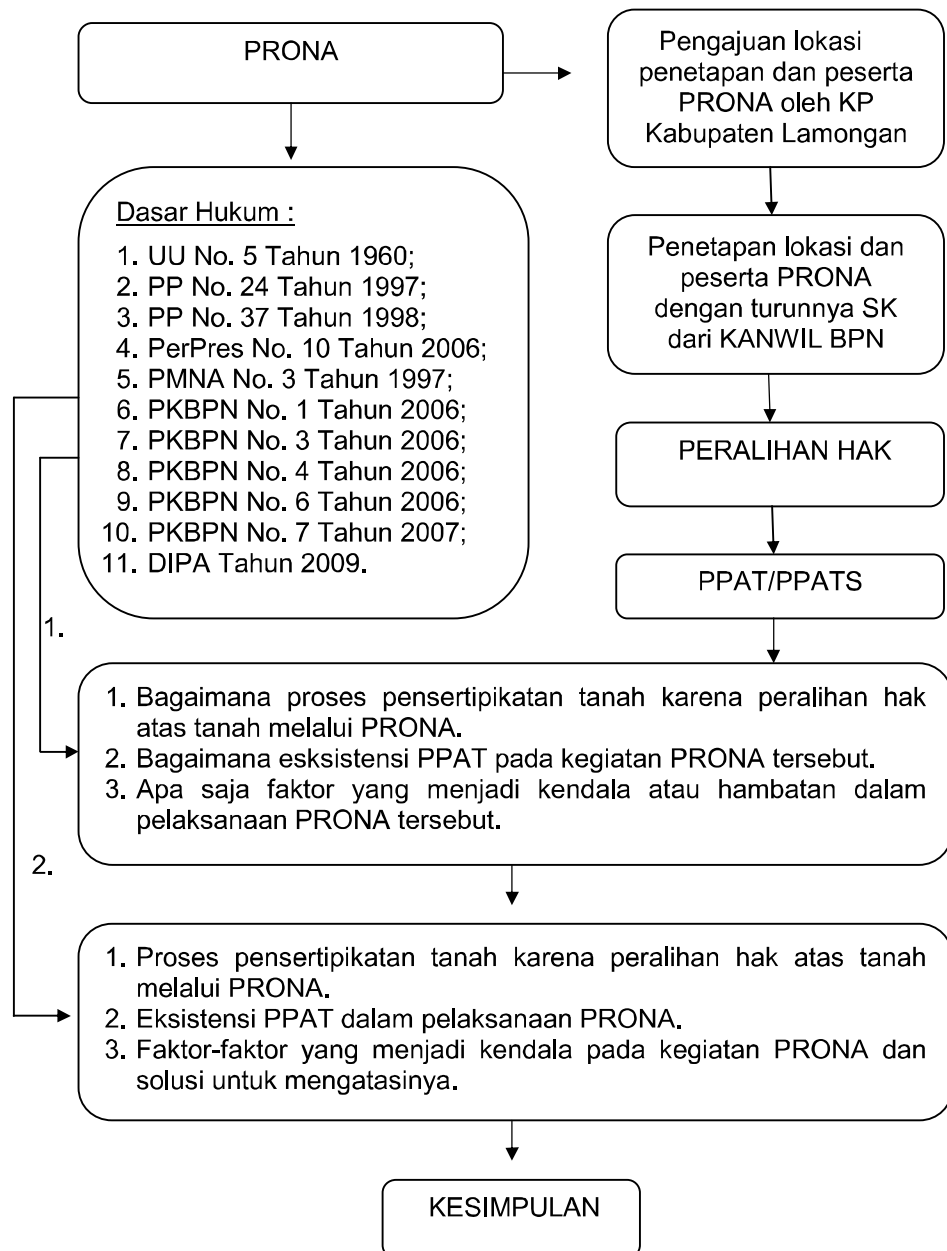 PRONA
Pengajuan lokasi
penetapan dan peserta
PRONA oleh KP
Kabupaten Lamongan
Dasar Hukum :
1. UU No. 5 Tahun 1960;
2. PP No. 24 Tahun 1997;
3. PP No. 37 Tahun 1998;
4. PerPres No. 10 Tahun 2006;
5. PMNA No. 3 Tahun 1997;
6. PKBPN No. 1 Tahun 2006;
7. PKBPN No. 3 Tahun 2006;
8. PKBPN No. 4 Tahun 2006;
9. PKBPN No. 6 Tahun 2006;
10. PKBPN No. 7 Tahun 2007;
11. DIPA Tahun 2009.
Penetapan lokasi dan
peserta PRONA
dengan turunnya SK
dari KANWIL BPN
PERALIHAN HAK
PPAT/PPATS
1.
1. Bagaimana proses pensertipikatan tanah karena peralihan hak
atas tanah melalui PRONA.
2. Bagaimana esksistensi PPAT pada kegiatan PRONA tersebut.
3. Apa saja faktor yang menjadi kendala atau hambatan dalam
pelaksanaan PRONA tersebut.
2.
1. Proses pensertipikatan tanah karena peralihan hak atas tanah
melalui PRONA.
2. Eksistensi PPAT dalam pelaksanaan PRONA.
3. Faktor-faktor yang menjadi kendala pada kegiatan PRONA dan
solusi untuk mengatasinya.
KESIMPULAN